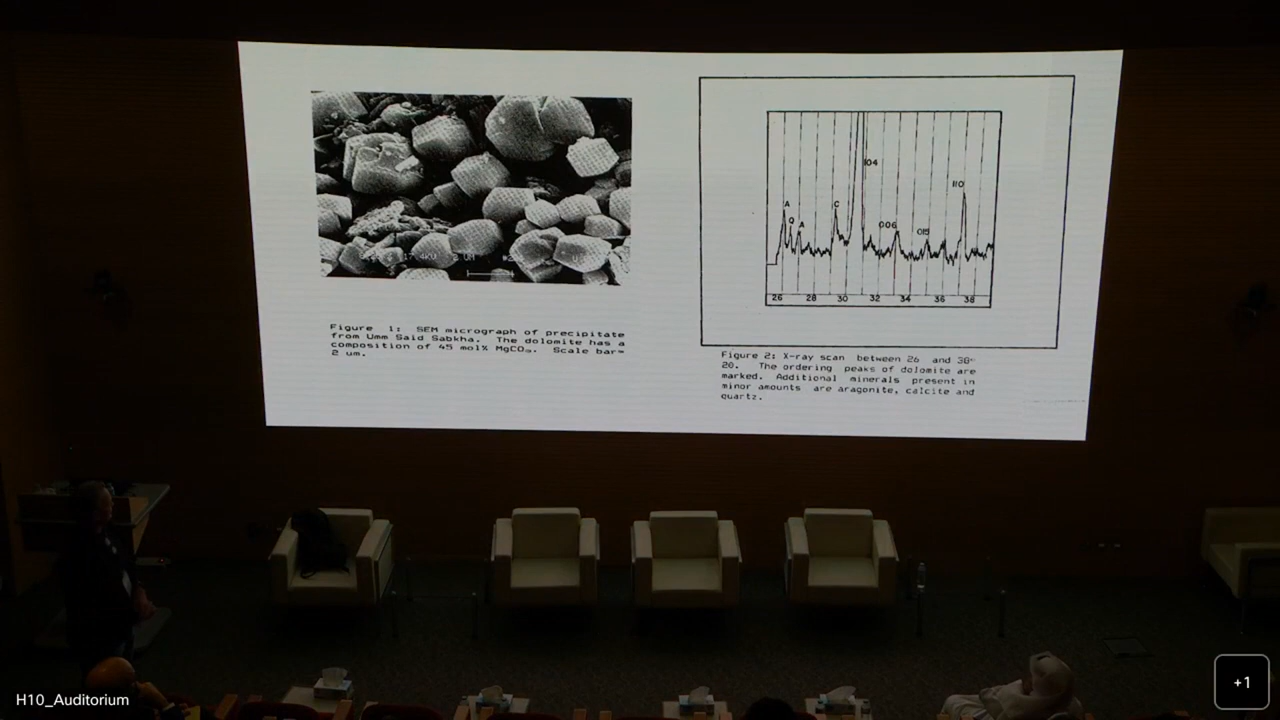 Figure 1: SEM micrograph of precipitate
from Umm Said Sabkha. The dolomite has a
composition of 45 mol% MgCO₃. Scale bar=
2 um.
104
110
A
Q
A
C
006
015
26 28 30 32 34 36 38
Figure 2: X-ray scan between 26 and 38°
20. The ordering peaks of dolomite are
marked. Additional minerals present in
minor amounts are aragonite, calcite and
quartz.
H10_Auditorium
+1